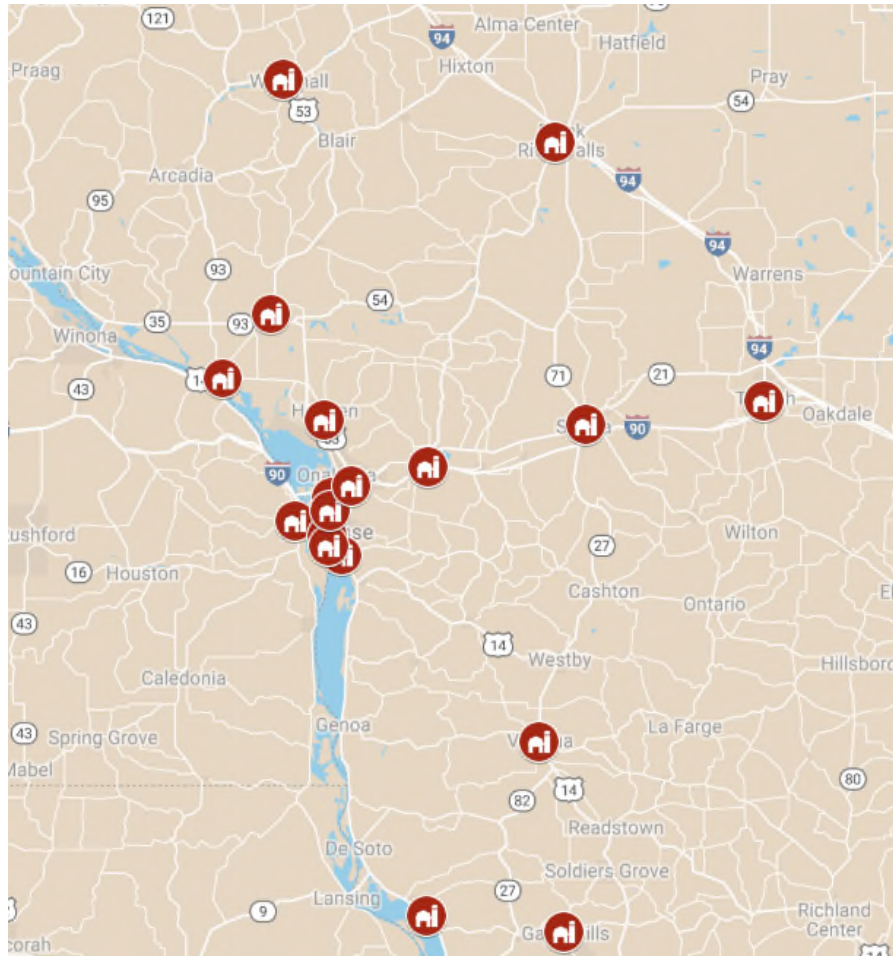 121
94
Alma Center
Hatfield
Praag
Hixton
Pray
54
53
Blair
Arcadia
94
95
94
93
Warrens
ountain City
54
35
93
Winona
94
43
71
21
Oakdale
90
90
ushford
Wilton
27
16
Houston
Cashton
Ontario
43
14
Westby
Hillsboro
Caledonia
Genoa
La Farge
43
Spring Grove
Mabel
80
14
82
Readstown
De Soto
Soldiers Grove
27
Lansing
9
Richland
Center
corah
14